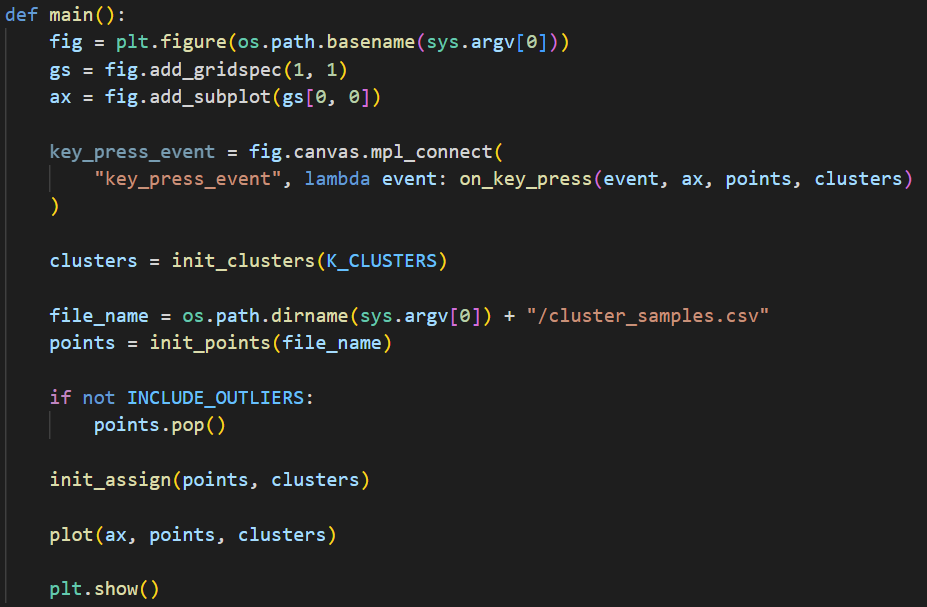 def main():
    fig = plt.figure(os.path.basename(sys.argv[0]))
    gs = fig.add_gridspec(1, 1)
    ax = fig.add_subplot(gs[0, 0])

    key_press_event = fig.canvas.mpl_connect(
        "key_press_event", lambda event: on_key_press(event, ax, points, clusters)
    )

    clusters = init_clusters(K_CLUSTERS)

    file_name = os.path.dirname(sys.argv[0]) + "/cluster_samples.csv"
    points = init_points(file_name)

    if not INCLUDE_OUTLIERS:
        points.pop()

    init_assign(points, clusters)

    plot(ax, points, clusters)

    plt.show()